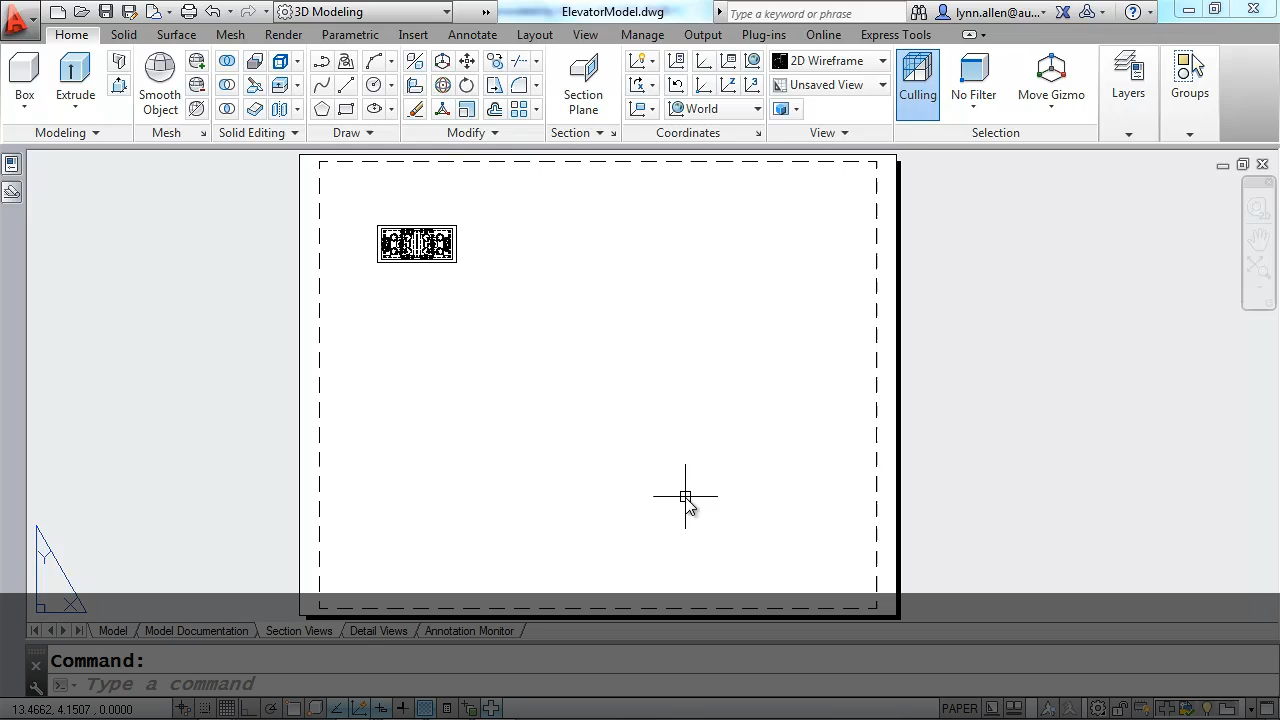 3D Modeling
ElevatorModel.dwg
Type a keyword or phrase
lynn.allen@au...
Home Solid Surface Mesh Render Parametric Insert Annotate Layout View Manage Output Plug-ins Online Express Tools
Box
Extrude
Smooth
Object
Section
Plane
World
2D Wireframe
Unsaved View
Culling
No Filter
Move Gizmo
Layers
Groups
Modeling
Mesh
Solid Editing
Draw
Modify
Section
Coordinates
View
Selection
Y
X
Model
Model Documentation
Section Views
Detail Views
Annotation Monitor
Command:
Type a command
13.4662, 4.1507, 0.0000
PAPER